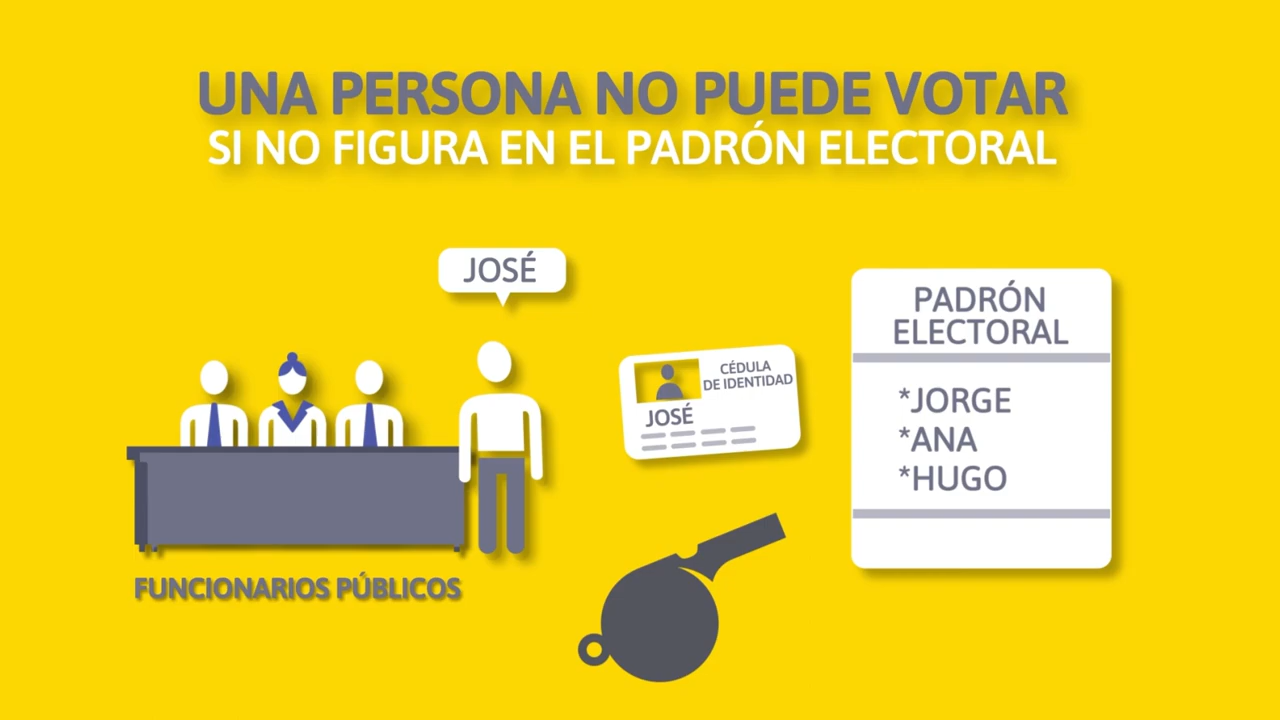 UNA PERSONA NO PUEDE VOTAR
SI NO FIGURA EN EL PADRÓN ELECTORAL
JOSÉ
CÉDULA
DE IDENTIDAD
JOSÉ
PADRÓN
ELECTORAL
*JORGE
*ANA
*HUGO
FUNCIONARIOS PÚBLICOS